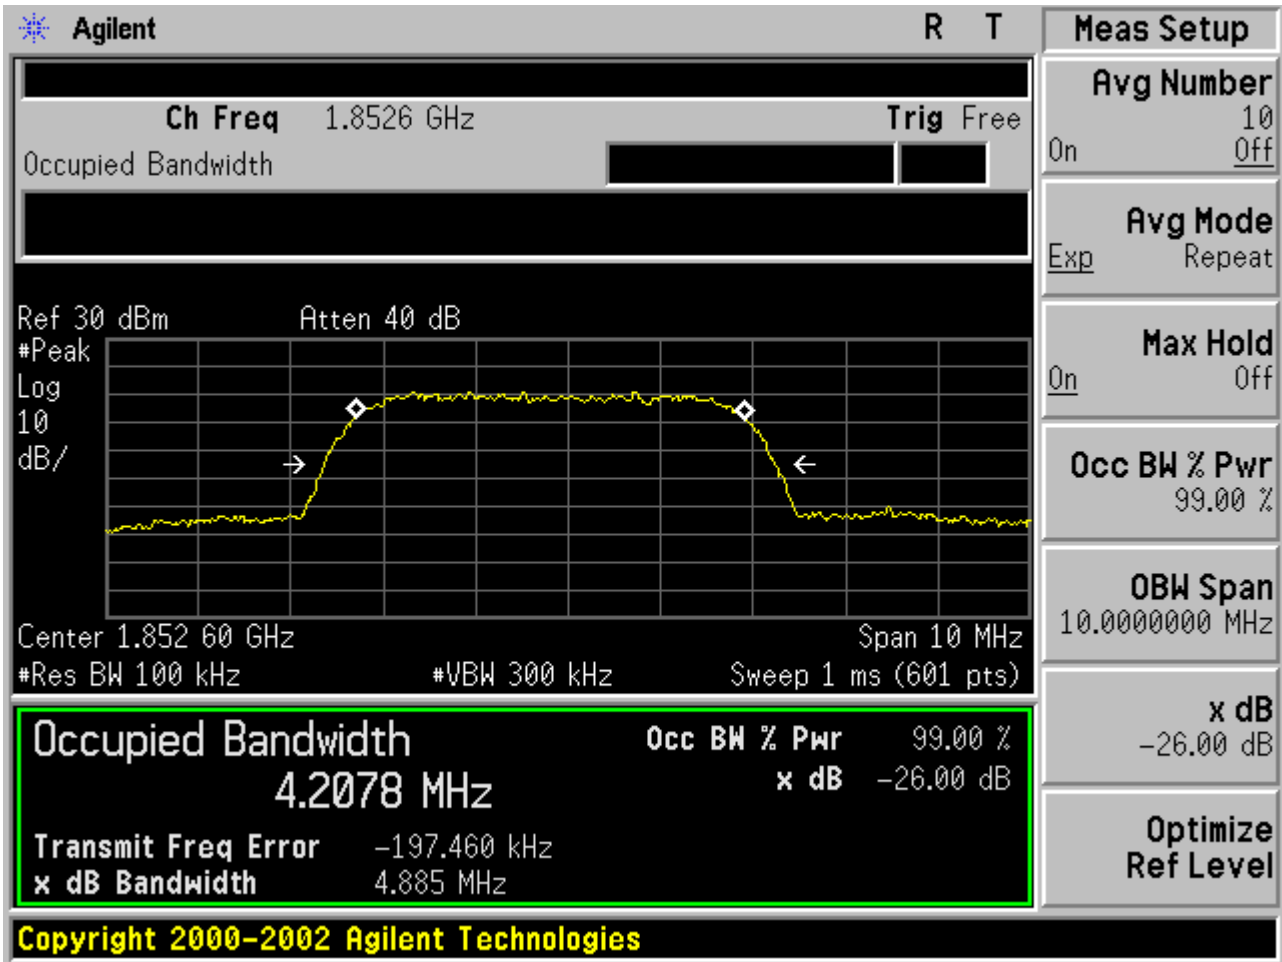 Agilent R T
Ch Freq 1.8526 GHz Trig Free
Occupied Bandwidth
Ref 30 dBm Atten 40 dB
#Peak
Log
10
dB/
Center 1.852 60 GHz Span 10 MHz
#Res BW 100 kHz #VBW 300 kHz Sweep 1 ms (601 pts)
Occupied Bandwidth Occ BW % Pwr 99.00 %
4.2078 MHz x dB -26.00 dB
Transmit Freq Error -197.460 kHz
x dB Bandwidth 4.885 MHz
Copyright 2000-2002 Agilent Technologies
Meas Setup
Avg Number
10
On Off
Avg Mode
Exp Repeat
Max Hold
On Off
Occ BW % Pwr
99.00 %
OBW Span
10.0000000 MHz
x dB
-26.00 dB
Optimize
Ref Level